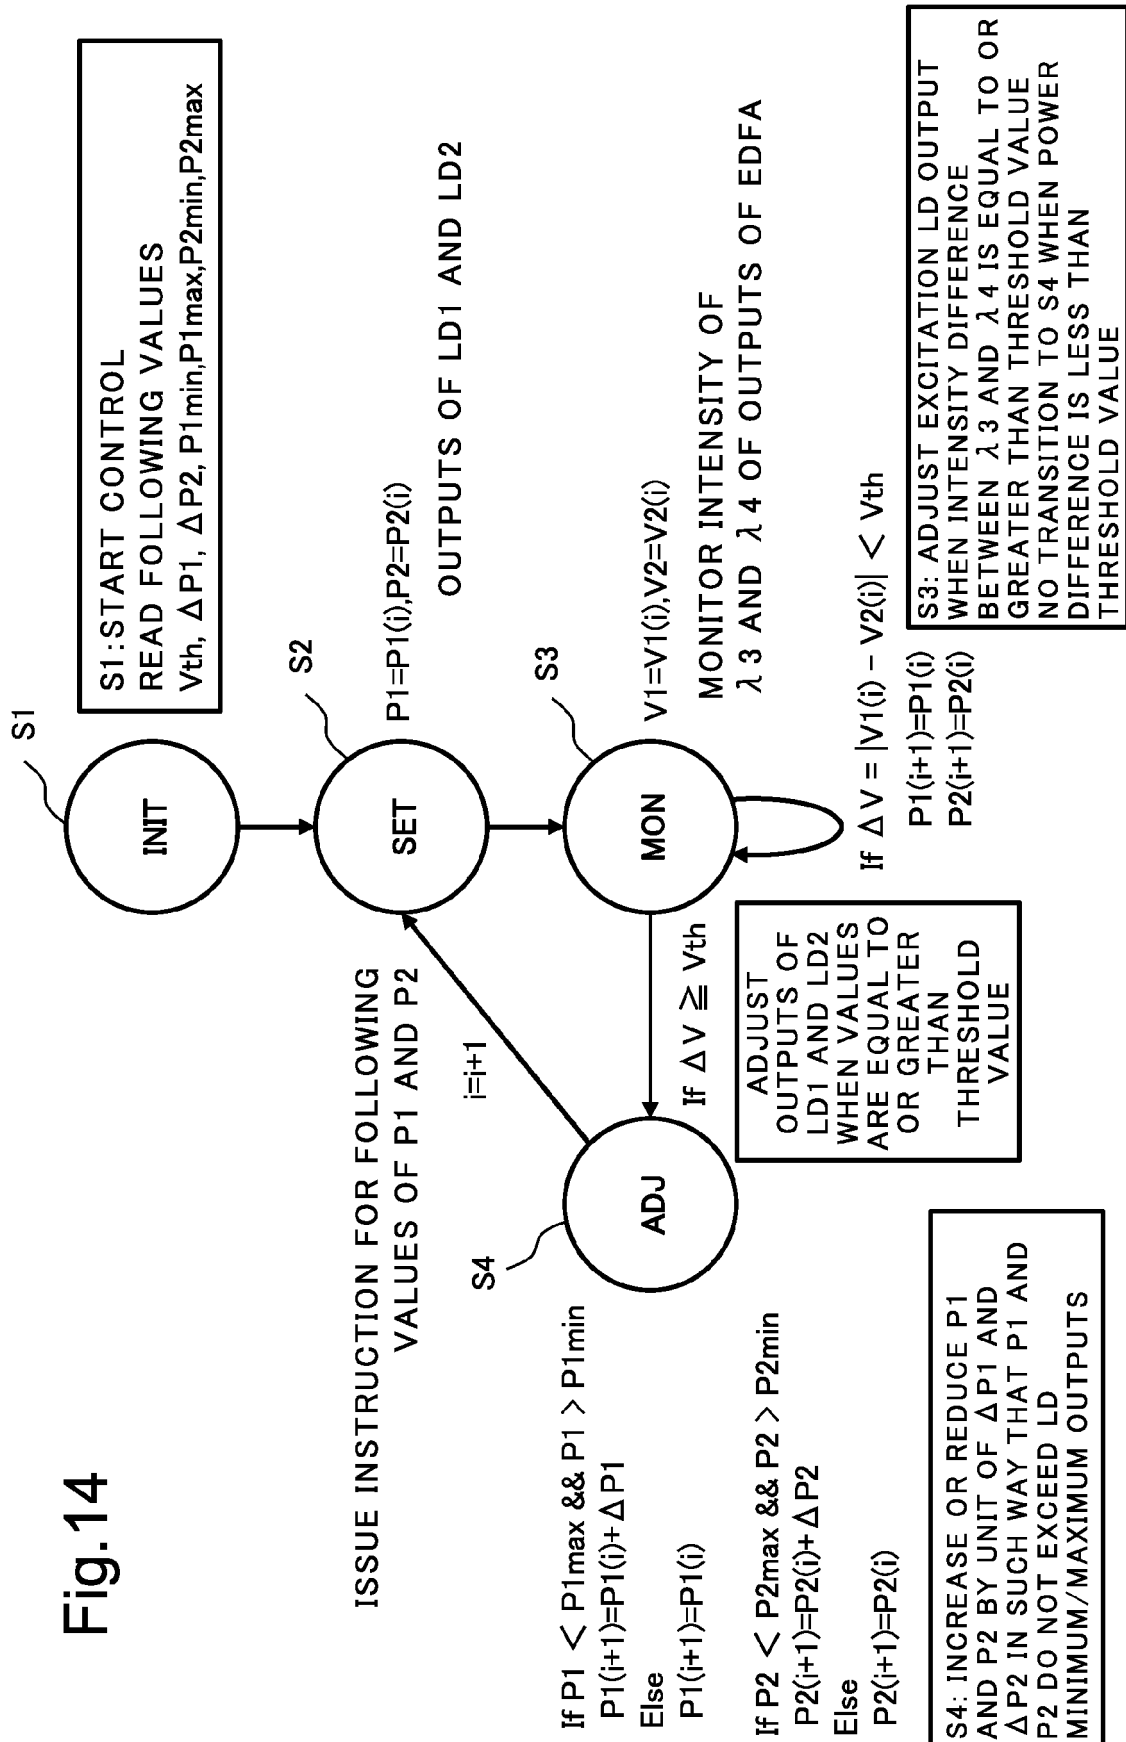 Fig.14
S1
INIT
S1:START CONTROL
READ FOLLOWING VALUES
Vth, ΔP1, ΔP2, P1min,P1max,P2min,P2max
ISSUE INSTRUCTION FOR FOLLOWING
VALUES OF P1 AND P2
i=i+1
S2
SET
P1=P1(i),P2=P2(i)
OUTPUTS OF LD1 AND LD2
S3
MON
V1=V1(i),V2=V2(i)
MONITOR INTENSITY OF
λ3 AND λ4 OF OUTPUTS OF EDFA
S4
ADJ
If ΔV ≧ Vth
ADJUST
OUTPUTS OF
LD1 AND LD2
WHEN VALUES
ARE EQUAL TO
OR GREATER
THAN
THRESHOLD
VALUE
If ΔV = |V1(i) - V2(i)| < Vth
P1(i+1)=P1(i)
P2(i+1)=P2(i)
S3: ADJUST EXCITATION LD OUTPUT
WHEN INTENSITY DIFFERENCE
BETWEEN λ3 AND λ4 IS EQUAL TO OR
GREATER THAN THRESHOLD VALUE
NO TRANSITION TO S4 WHEN POWER
DIFFERENCE IS LESS THAN
THRESHOLD VALUE
If P1 < P1max && P1 > P1min
P1(i+1)=P1(i)+ΔP1
Else
P1(i+1)=P1(i)
If P2 < P2max && P2 > P2min
P2(i+1)=P2(i)+ΔP2
Else
P2(i+1)=P2(i)
S4: INCREASE OR REDUCE P1
AND P2 BY UNIT OF ΔP1 AND
ΔP2 IN SUCH WAY THAT P1 AND
P2 DO NOT EXCEED LD
MINIMUM/MAXIMUM OUTPUTS